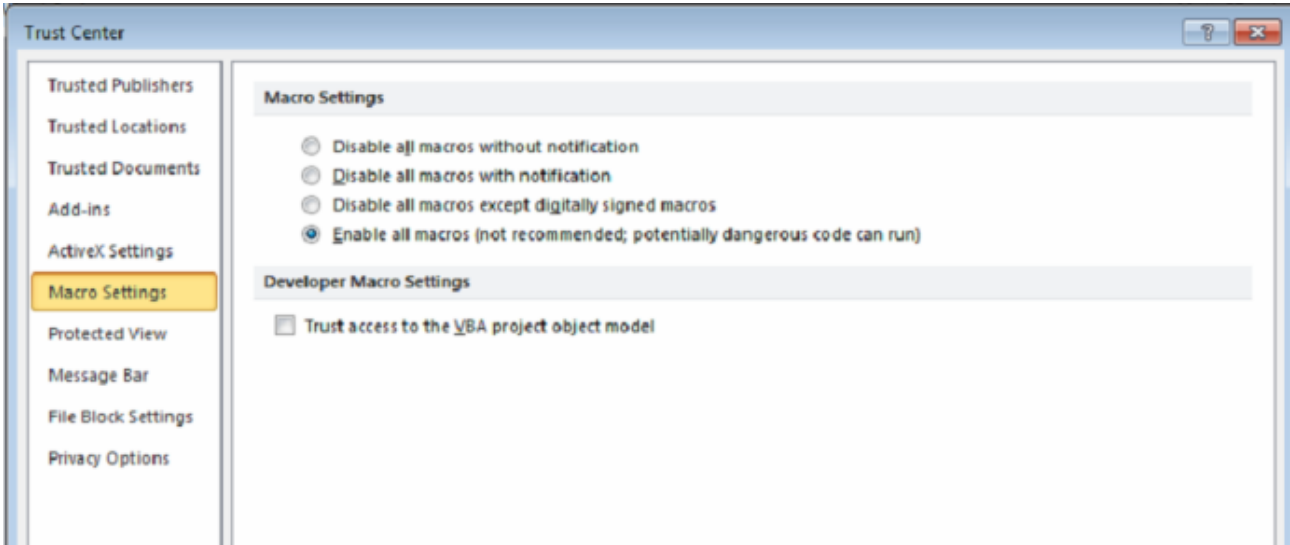 Trust Center
Trusted Publishers
Trusted Locations
Trusted Documents
Add-ins
ActiveX Settings
Macro Settings
Protected View
Message Bar
File Block Settings
Privacy Options
Macro Settings
Disable all macros without notification
Disable all macros with notification
Disable all macros except digitally signed macros
Enable all macros (not recommended; potentially dangerous code can run)
Developer Macro Settings
Trust access to the VBA project object model